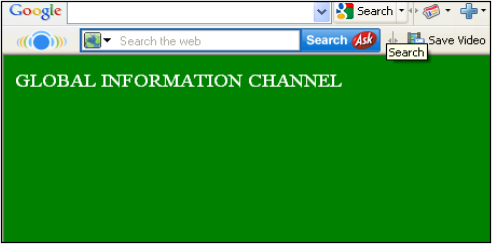 Google Search
Search the web Search Ask Save Video
Search
GLOBAL INFORMATION CHANNEL